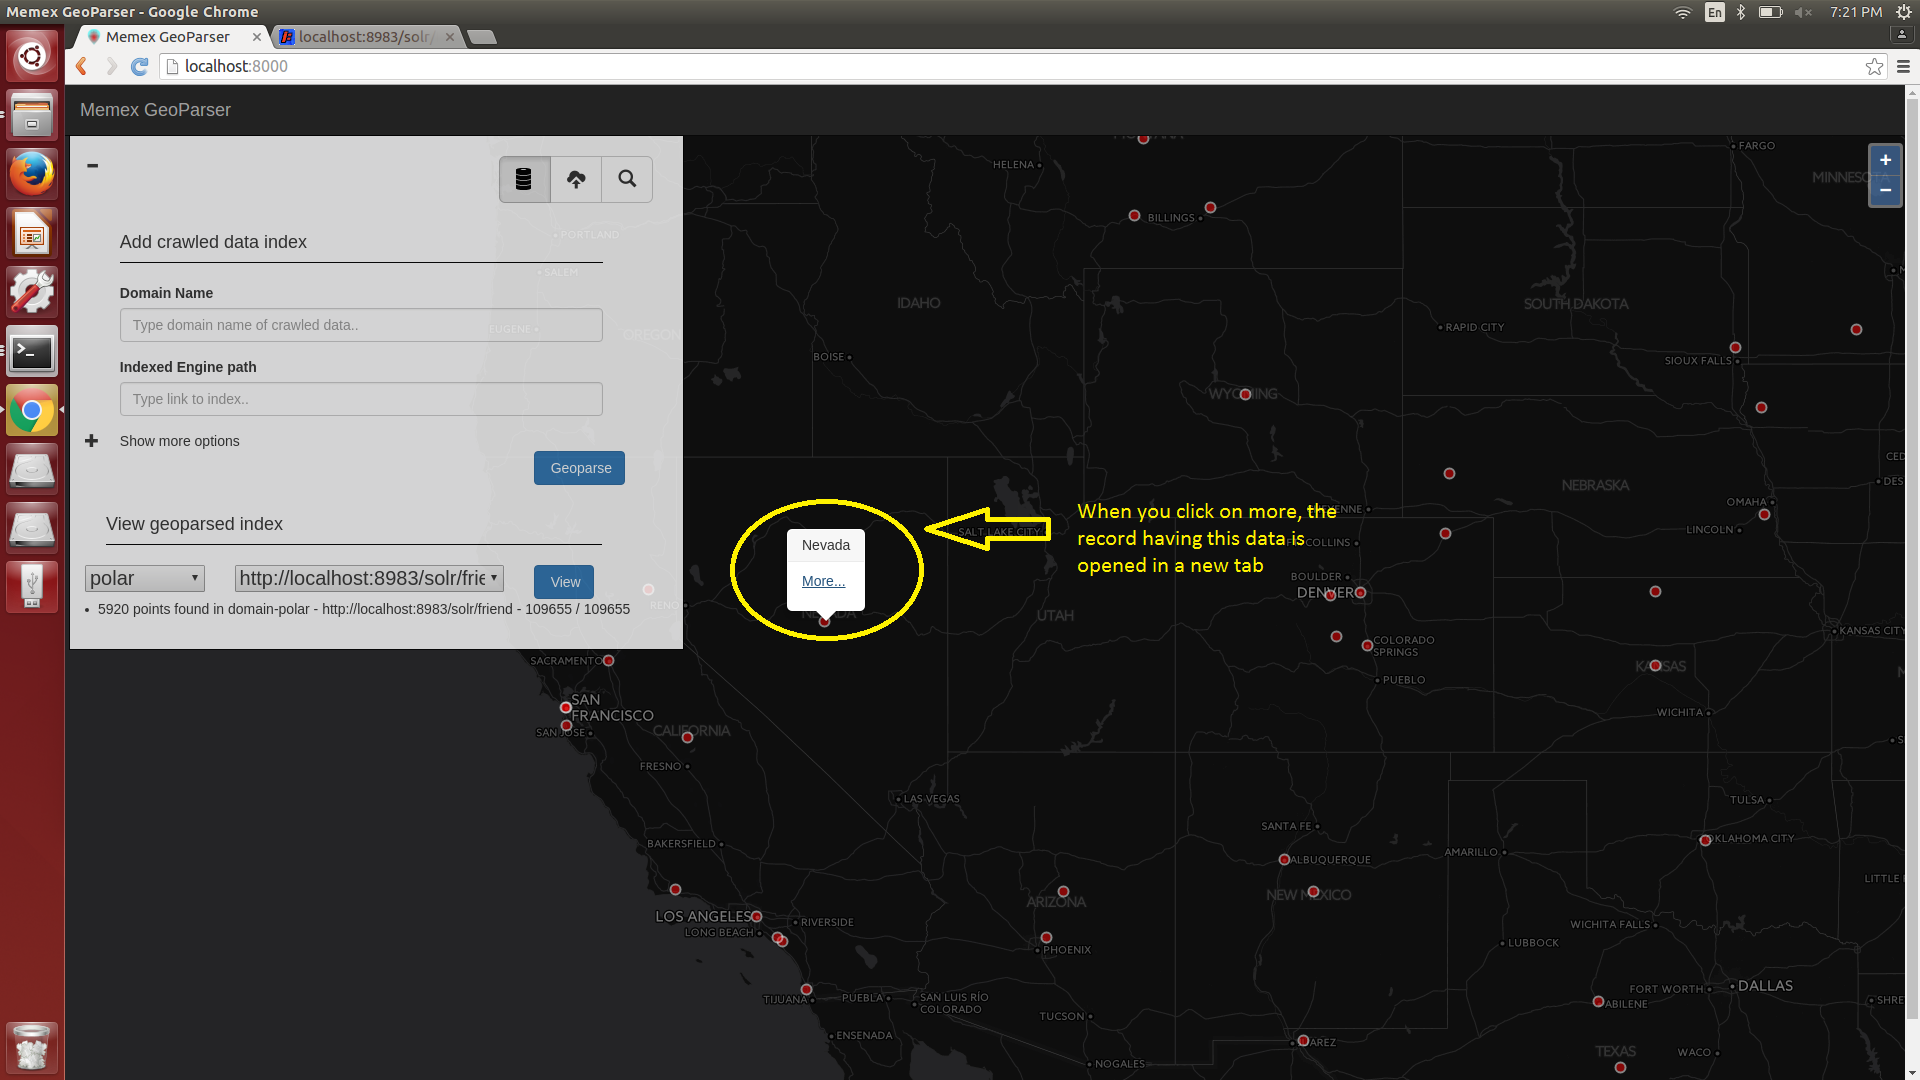 Memex GeoParser - Google Chrome
En
7:21 PM
Memex GeoParser
localhost:8983/solr/
localhost:8000
Memex GeoParser
Add crawled data index
Domain Name
Type domain name of crawled data..
Indexed Engine path
Type link to index..
Show more options
Geoparse
View geoparsed index
polar
http://localhost:8983/solr/frie
View
5920 points found in domain-polar - http://localhost:8983/solr/friend - 109655 / 109655
Nevada
More...
When you click on more, the
record having this data is
opened in a new tab
+
−
HELENA
FARGO
MINNESOTA
BILLINGS
PORTLAND
SALEM
EUGENE
OREGON
IDAHO
BOISE
SOUTH DAKOTA
RAPID CITY
SIOUX FALLS
WYOMING
NEBRASKA
CED
DES
OMAHA
LINCOLN
SALT LAKE CITY
COLLINS
BOULDER
DENVER
RENO
NEVADA
UTAH
COLORADO
SPRINGS
KANSAS CITY
KANSAS
PUEBLO
SACRAMENTO
SAN
FRANCISCO
SAN JOSE
CALIFORNIA
WICHITA
FRESNO
LAS VEGAS
TULSA
SANTA FE
OKLAHOMA CITY
BAKERSFIELD
AMARILLO
ALBUQUERQUE
LITTLE
NEW MEXICO
ARIZONA
LOS ANGELES
RIVERSIDE
LONG BEACH
WICHITA FALLS
LUBBOCK
PHOENIX
TIJUANA
PUEBLA
SAN LUIS RÍO
COLORADO
FORT WORTH
DALLAS
SHRE
ABILENE
TUCSON
ENSENADA
JUAREZ
TEXAS
WACO
NOGALES